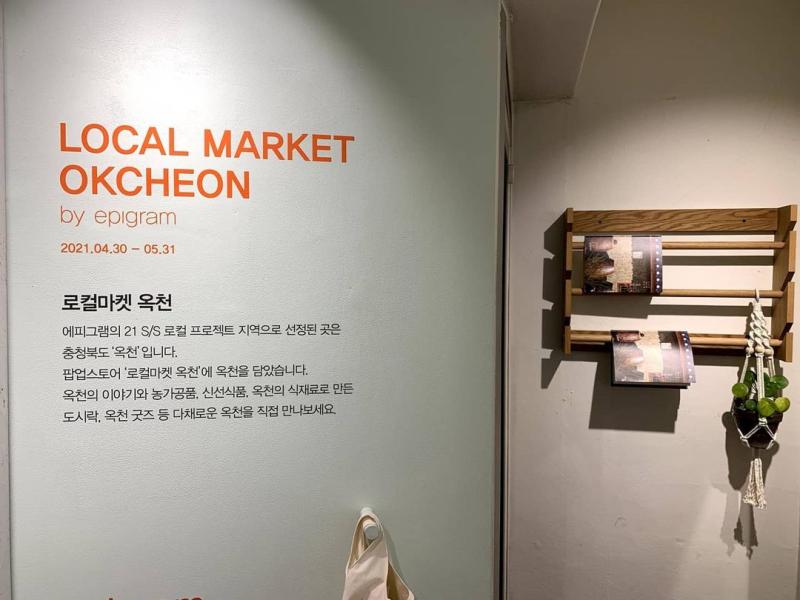 LOCAL MARKET
OKCHEON
by epigram
2021.04.30 – 05.31
로컬마켓 옥천
에피그램의 21 S/S 로컬 프로젝트 지역으로 선정된 곳은
충청북도 '옥천'입니다.
팝업스토어 '로컬마켓 옥천'에 옥천을 담았습니다.
옥천의 이야기와 농가공품, 신선식품, 옥천의 식재료로 만든
도시락, 옥천 굿즈 등 다채로운 옥천을 직접 만나보세요.